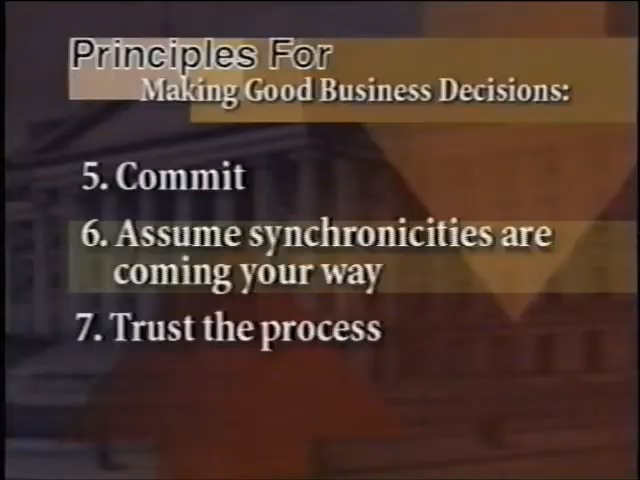 Principles For
Making Good Business Decisions:
5. Commit
6. Assume synchronicities are
coming your way
7. Trust the process